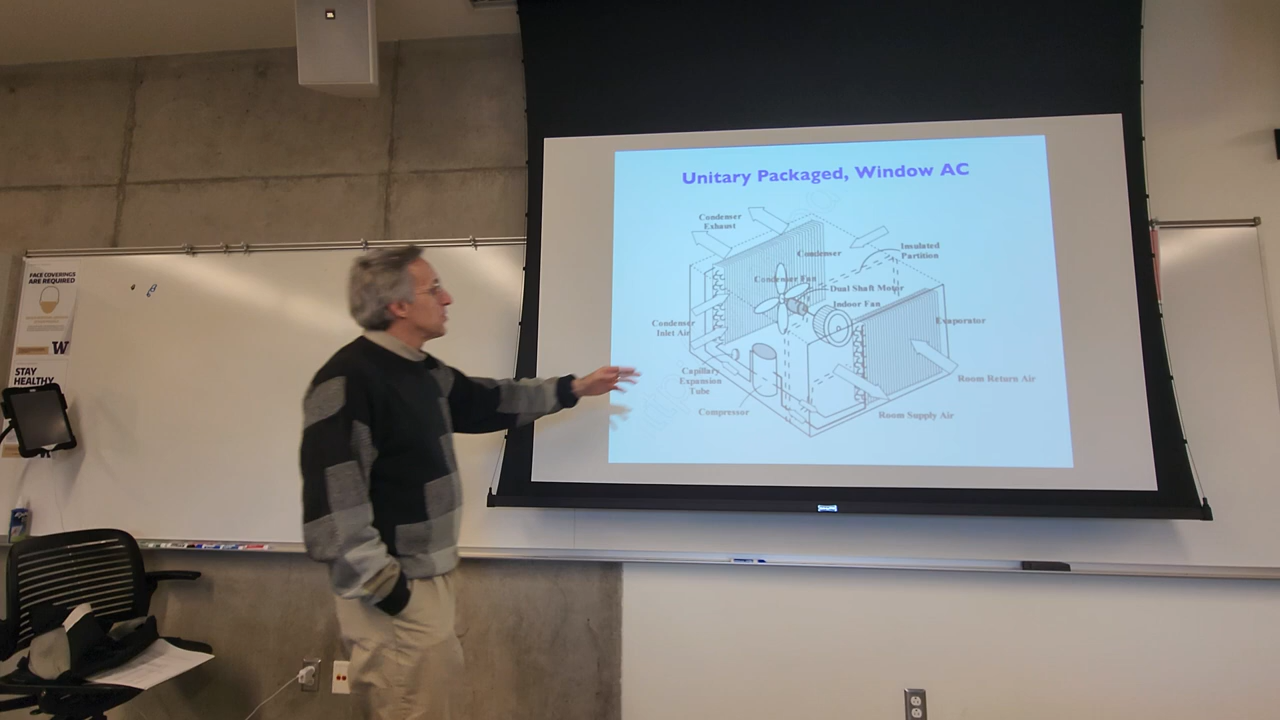 FACE COVERINGS
ARE REQUIRED
W
STAY
HEALTHY
Unitary Packaged, Window AC
Condenser
Exhaust
Condenser
Insulated
Partition
Condenser Fan
Dual Shaft Motor
Indoor Fan
Condenser
Inlet Air
Evaporator
Capillary
Expansion
Tube
Room Return Air
Compressor
Room Supply Air